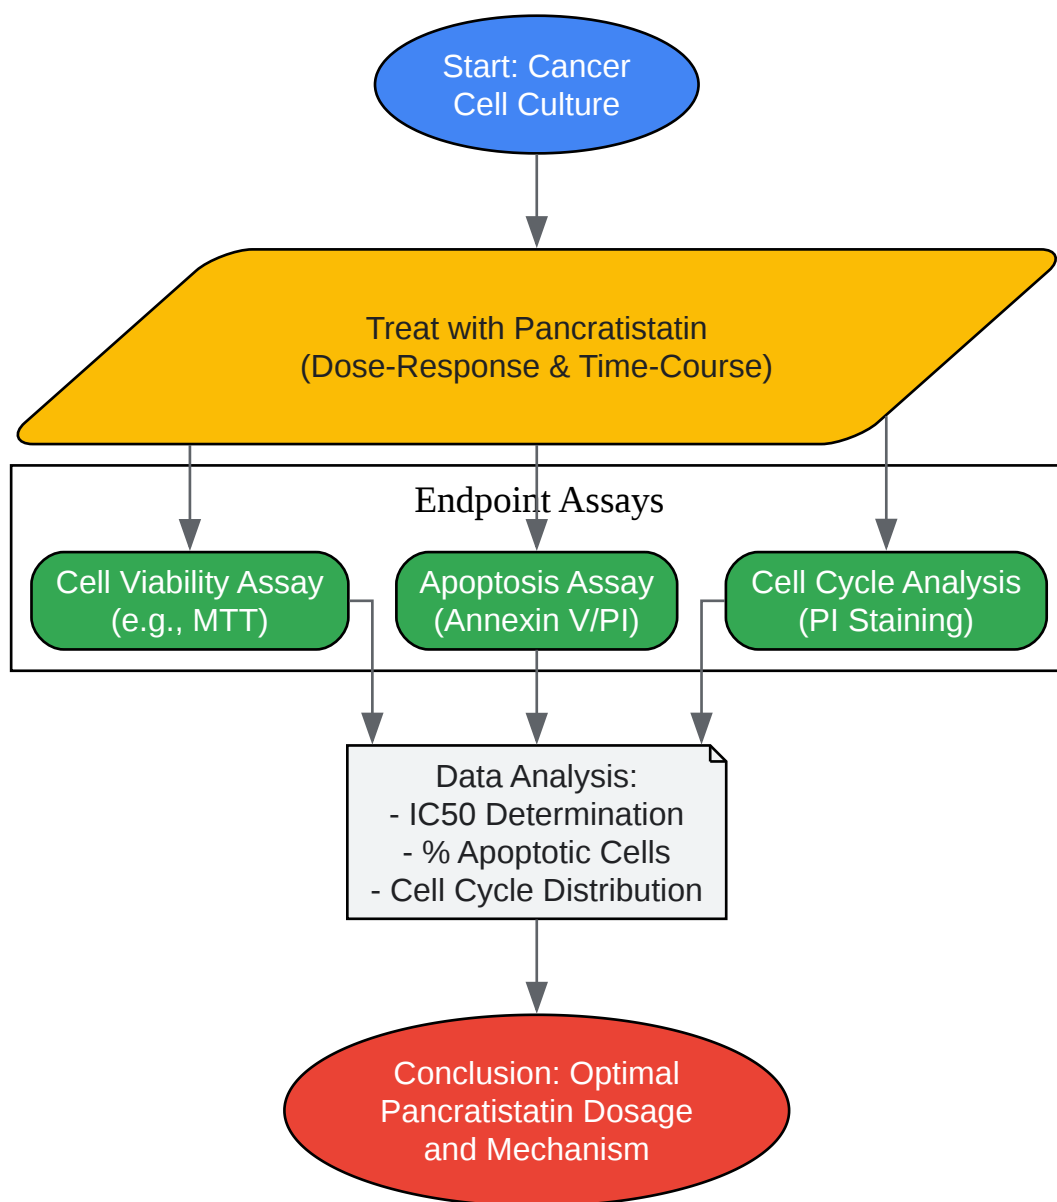 Start: Cancer
Cell Culture
Treat with Pancratistatin
(Dose-Response & Time-Course)
Endpoint Assays
Cell Viability Assay
(e.g., MTT)
Apoptosis Assay
(Annexin V/PI)
Cell Cycle Analysis
(PI Staining)
Data Analysis:
- IC50 Determination
- % Apoptotic Cells
- Cell Cycle Distribution
Conclusion: Optimal
Pancratistatin Dosage
and Mechanism